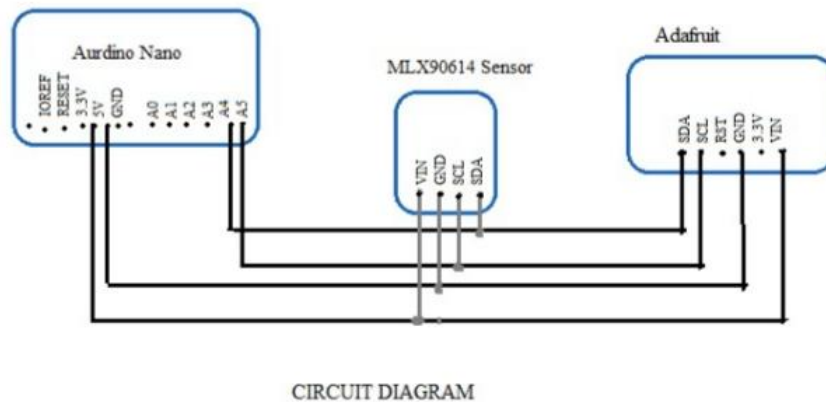 Aurdino Nano
IOREF
RESET
3.3V
5V
GND
A0
A1
A2
A3
A4
A5
MLX90614 Sensor
VIN
GND
SCL
SDA
Adafruit
SDA
SCL
RST
GND
3.3V
VIN
CIRCUIT DIAGRAM